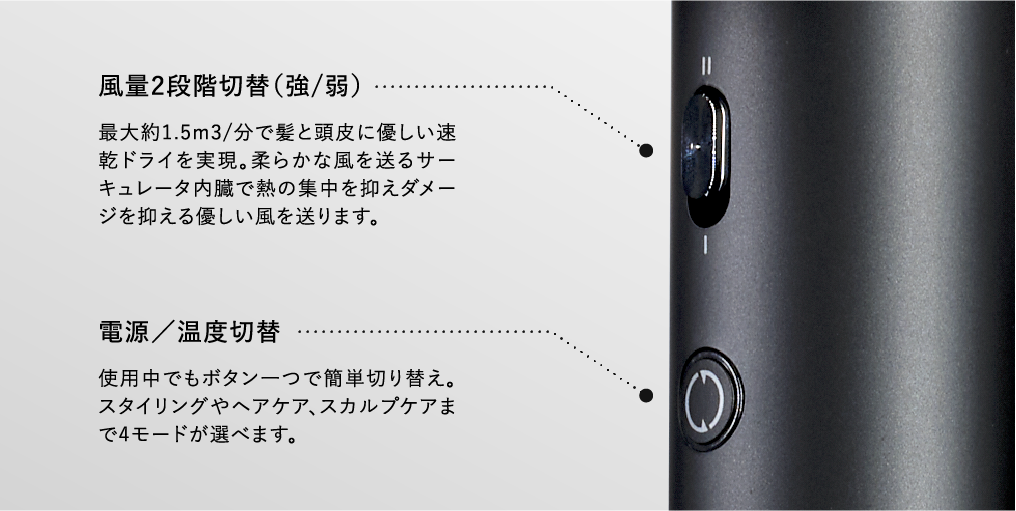 風量2段階切替（強/弱）
最大約1.5m3/分で髪と頭皮に優しい速
乾ドライを実現。柔らかな風を送るサー
キュレータ内臓で熱の集中を抑えダメー
ジを抑える優しい風を送ります。
II
I
電源／温度切替
使用中でもボタン一つで簡単切り替え。
スタイリングやヘアケア、スカルプケアま
で4モードが選べます。